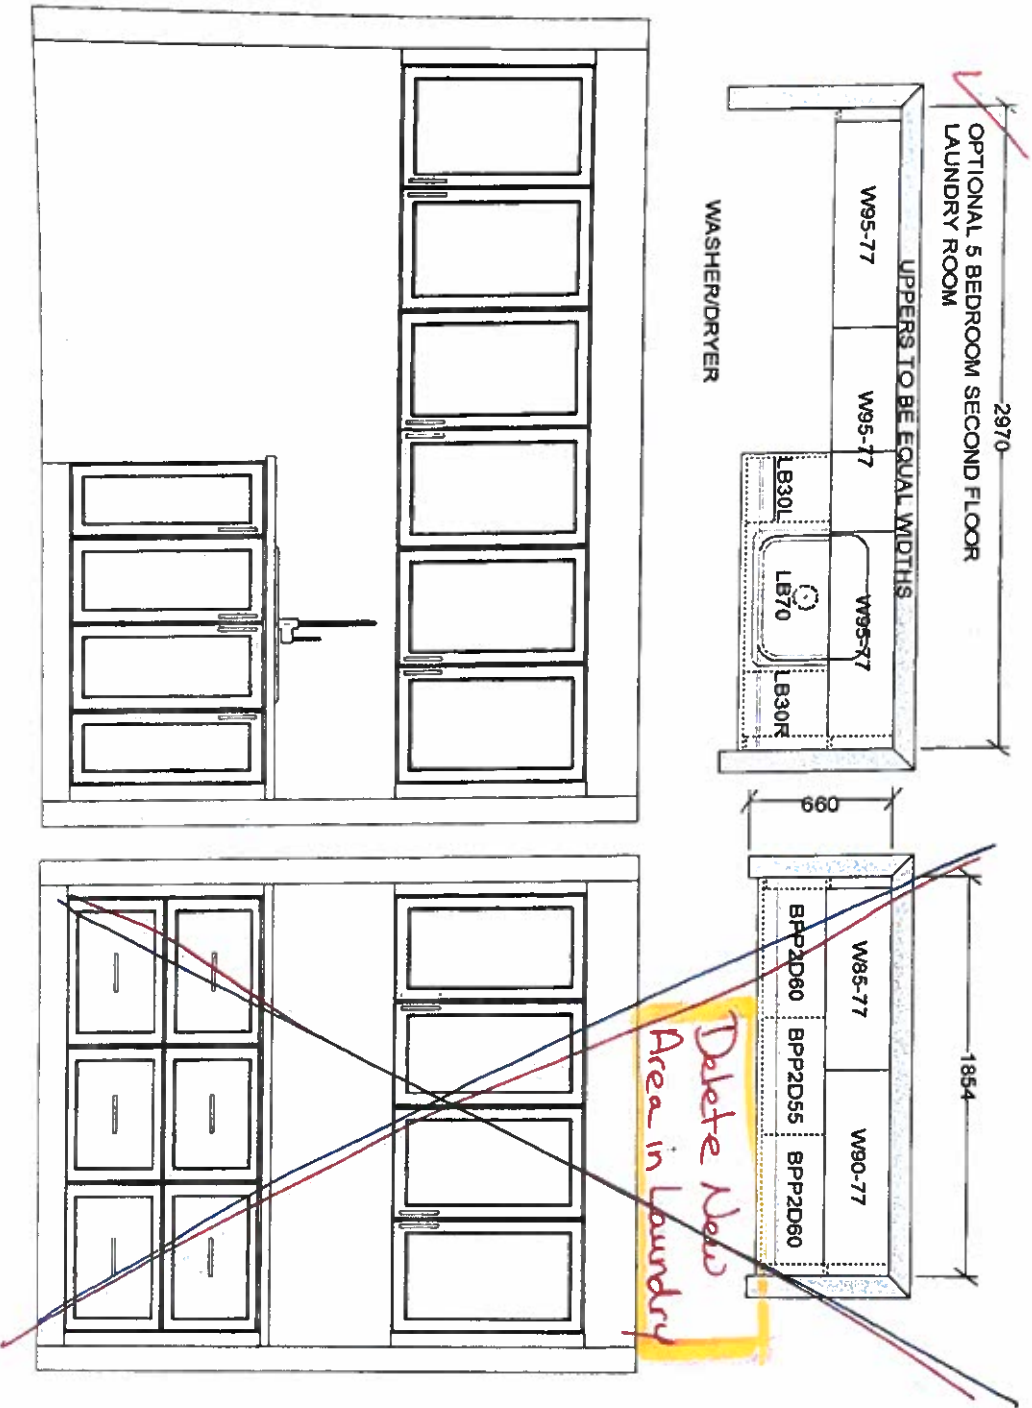 2970
OPTIONAL 5 BEDROOM SECOND FLOOR
LAUNDRY ROOM
UPPERS TO BE EQUAL WIDTHS
W95-77
W95-77
W95-77
LB30L
LB70
LB30R
WASHER/DRYER
660
1854
W85-77
W90-77
BPP2D60
BPP2D55
BPP2D60
Delete New
Area in Laundry